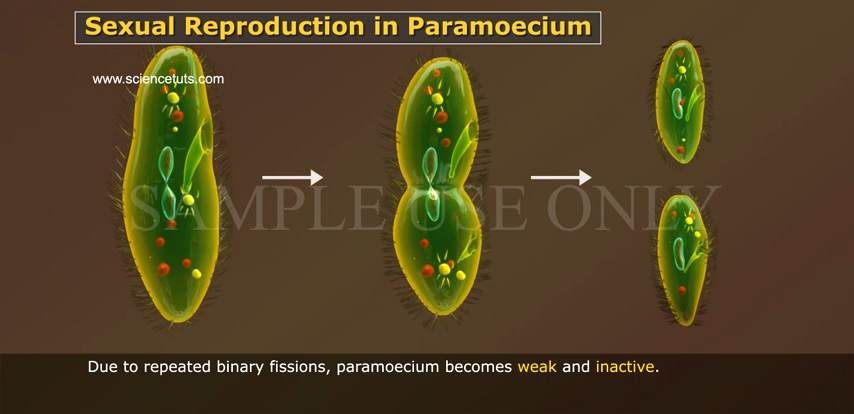 Sexual Reproduction in Paramoecium
www.sciencetuts.com
SAMPLE USE ONLY
Due to repeated binary fissions, paramoecium becomes weak and inactive.